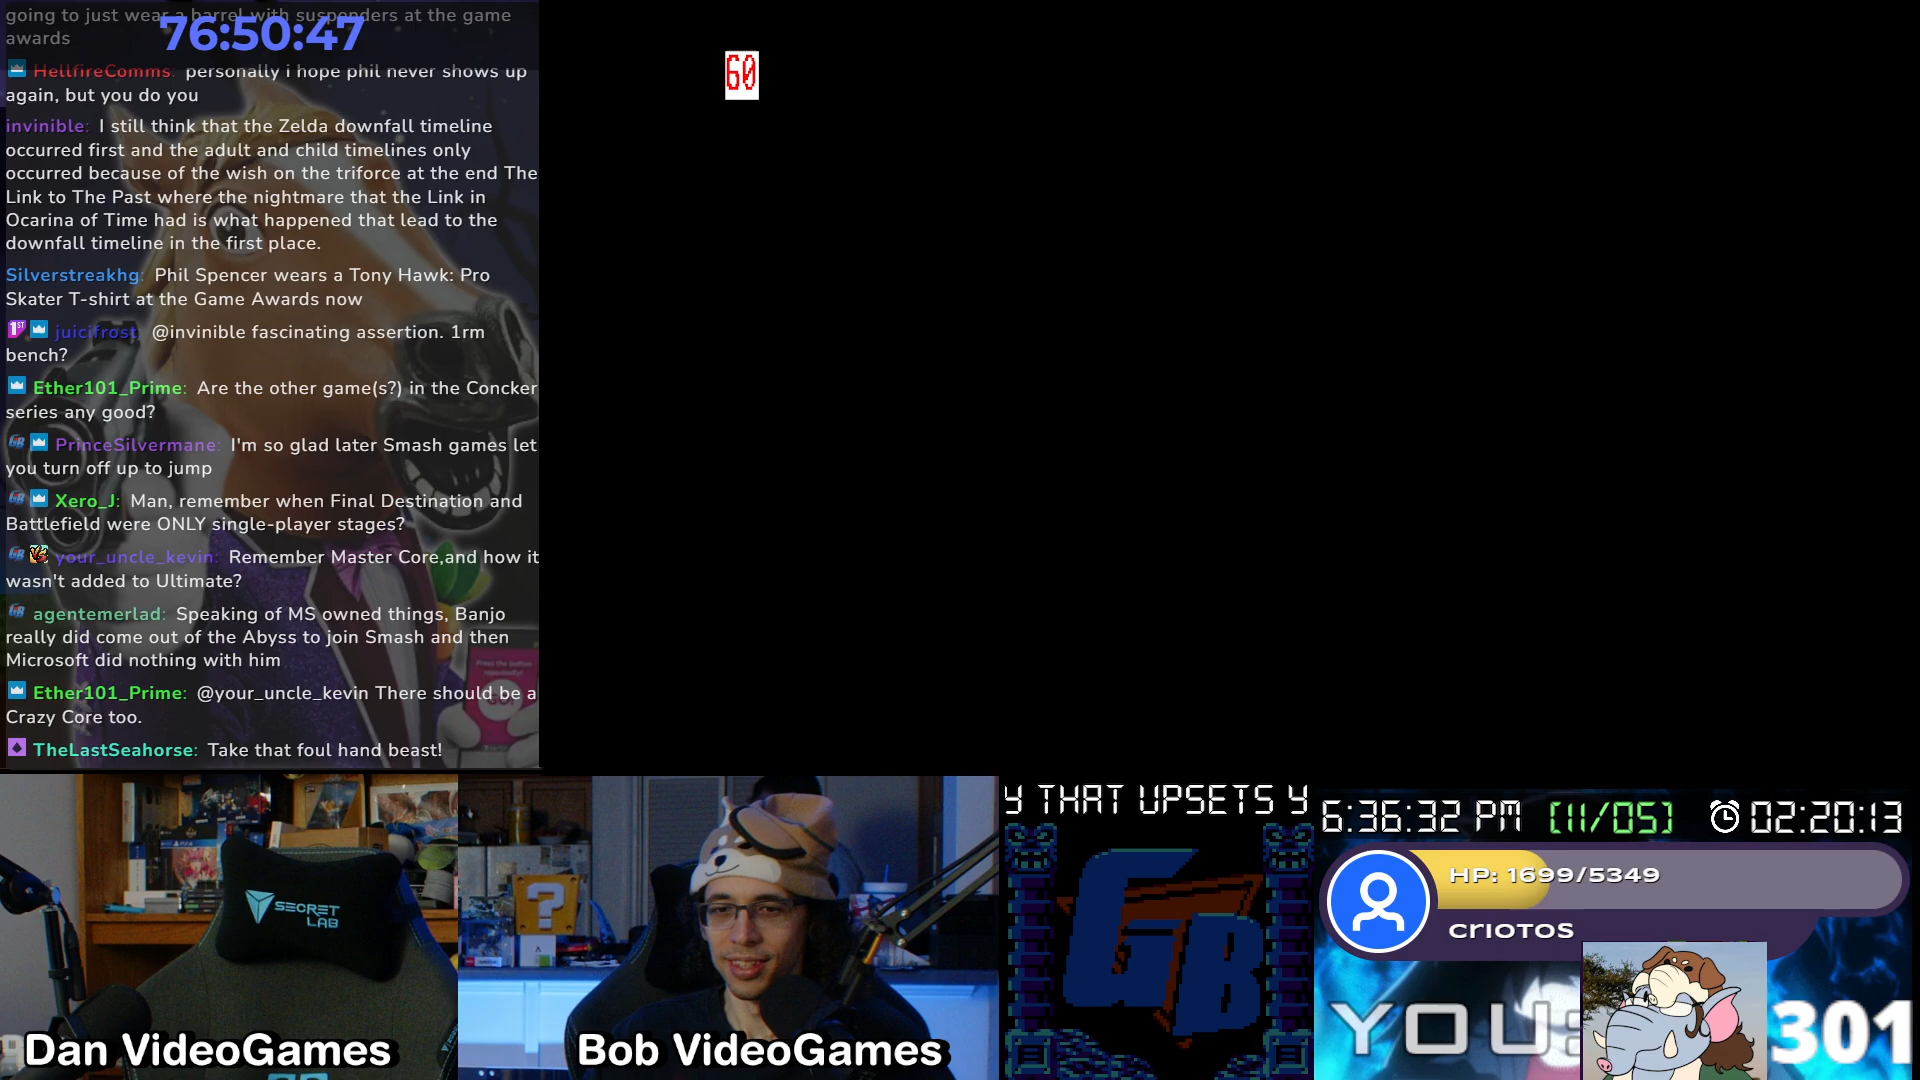 going to just wear a barrel with suspenders at the game
awards
76:50:47
HellfireComms: personally i hope phil never shows up
again, but you do you
invinible: I still think that the Zelda downfall timeline
occurred first and the adult and child timelines only
occurred because of the wish on the triforce at the end The
Link to The Past where the nightmare that the Link in
Ocarina of Time had is what happened that lead to the
downfall timeline in the first place.
Silverstreakhg: Phil Spencer wears a Tony Hawk: Pro
Skater T-shirt at the Game Awards now
1ST juicifrost: @invinible fascinating assertion. 1rm
bench?
Ether101_Prime: Are the other game(s?) in the Concker
series any good?
PrinceSilvermane: I'm so glad later Smash games let
you turn off up to jump
Xero_J: Man, remember when Final Destination and
Battlefield were ONLY single-player stages?
your_uncle_kevin: Remember Master Core,and how it
wasn't added to Ultimate?
agentemerlad: Speaking of MS owned things, Banjo
really did come out of the Abyss to join Smash and then
Microsoft did nothing with him
Press the button
repeatedly!
GO!
Ether101_Prime: @your_uncle_kevin There should be a
Crazy Core too.
TheLastSeahorse: Take that foul hand beast!
60
SECRET
LAB
Dan VideoGames
?
Bob VideoGames
Y THAT UPSETS Y
GB
6:36:32 PM [11/05] 02:20:13
HP: 1699/5349
CRIOTOS
YOU:
301